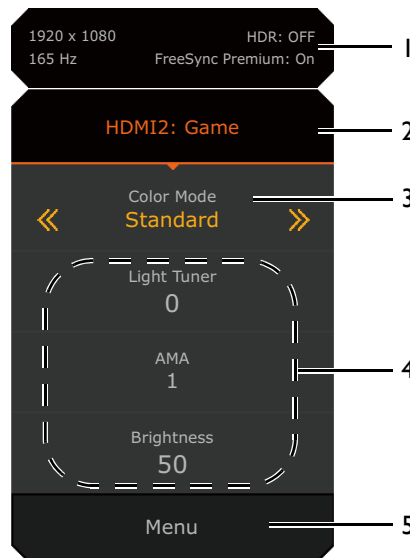 1920 x 1080 HDR: OFF
165 Hz FreeSync Premium: On
1
HDMI2: Game
2
Color Mode
Standard
3
Light Tuner
0
AMA
1
4
Brightness
50
Menu
5